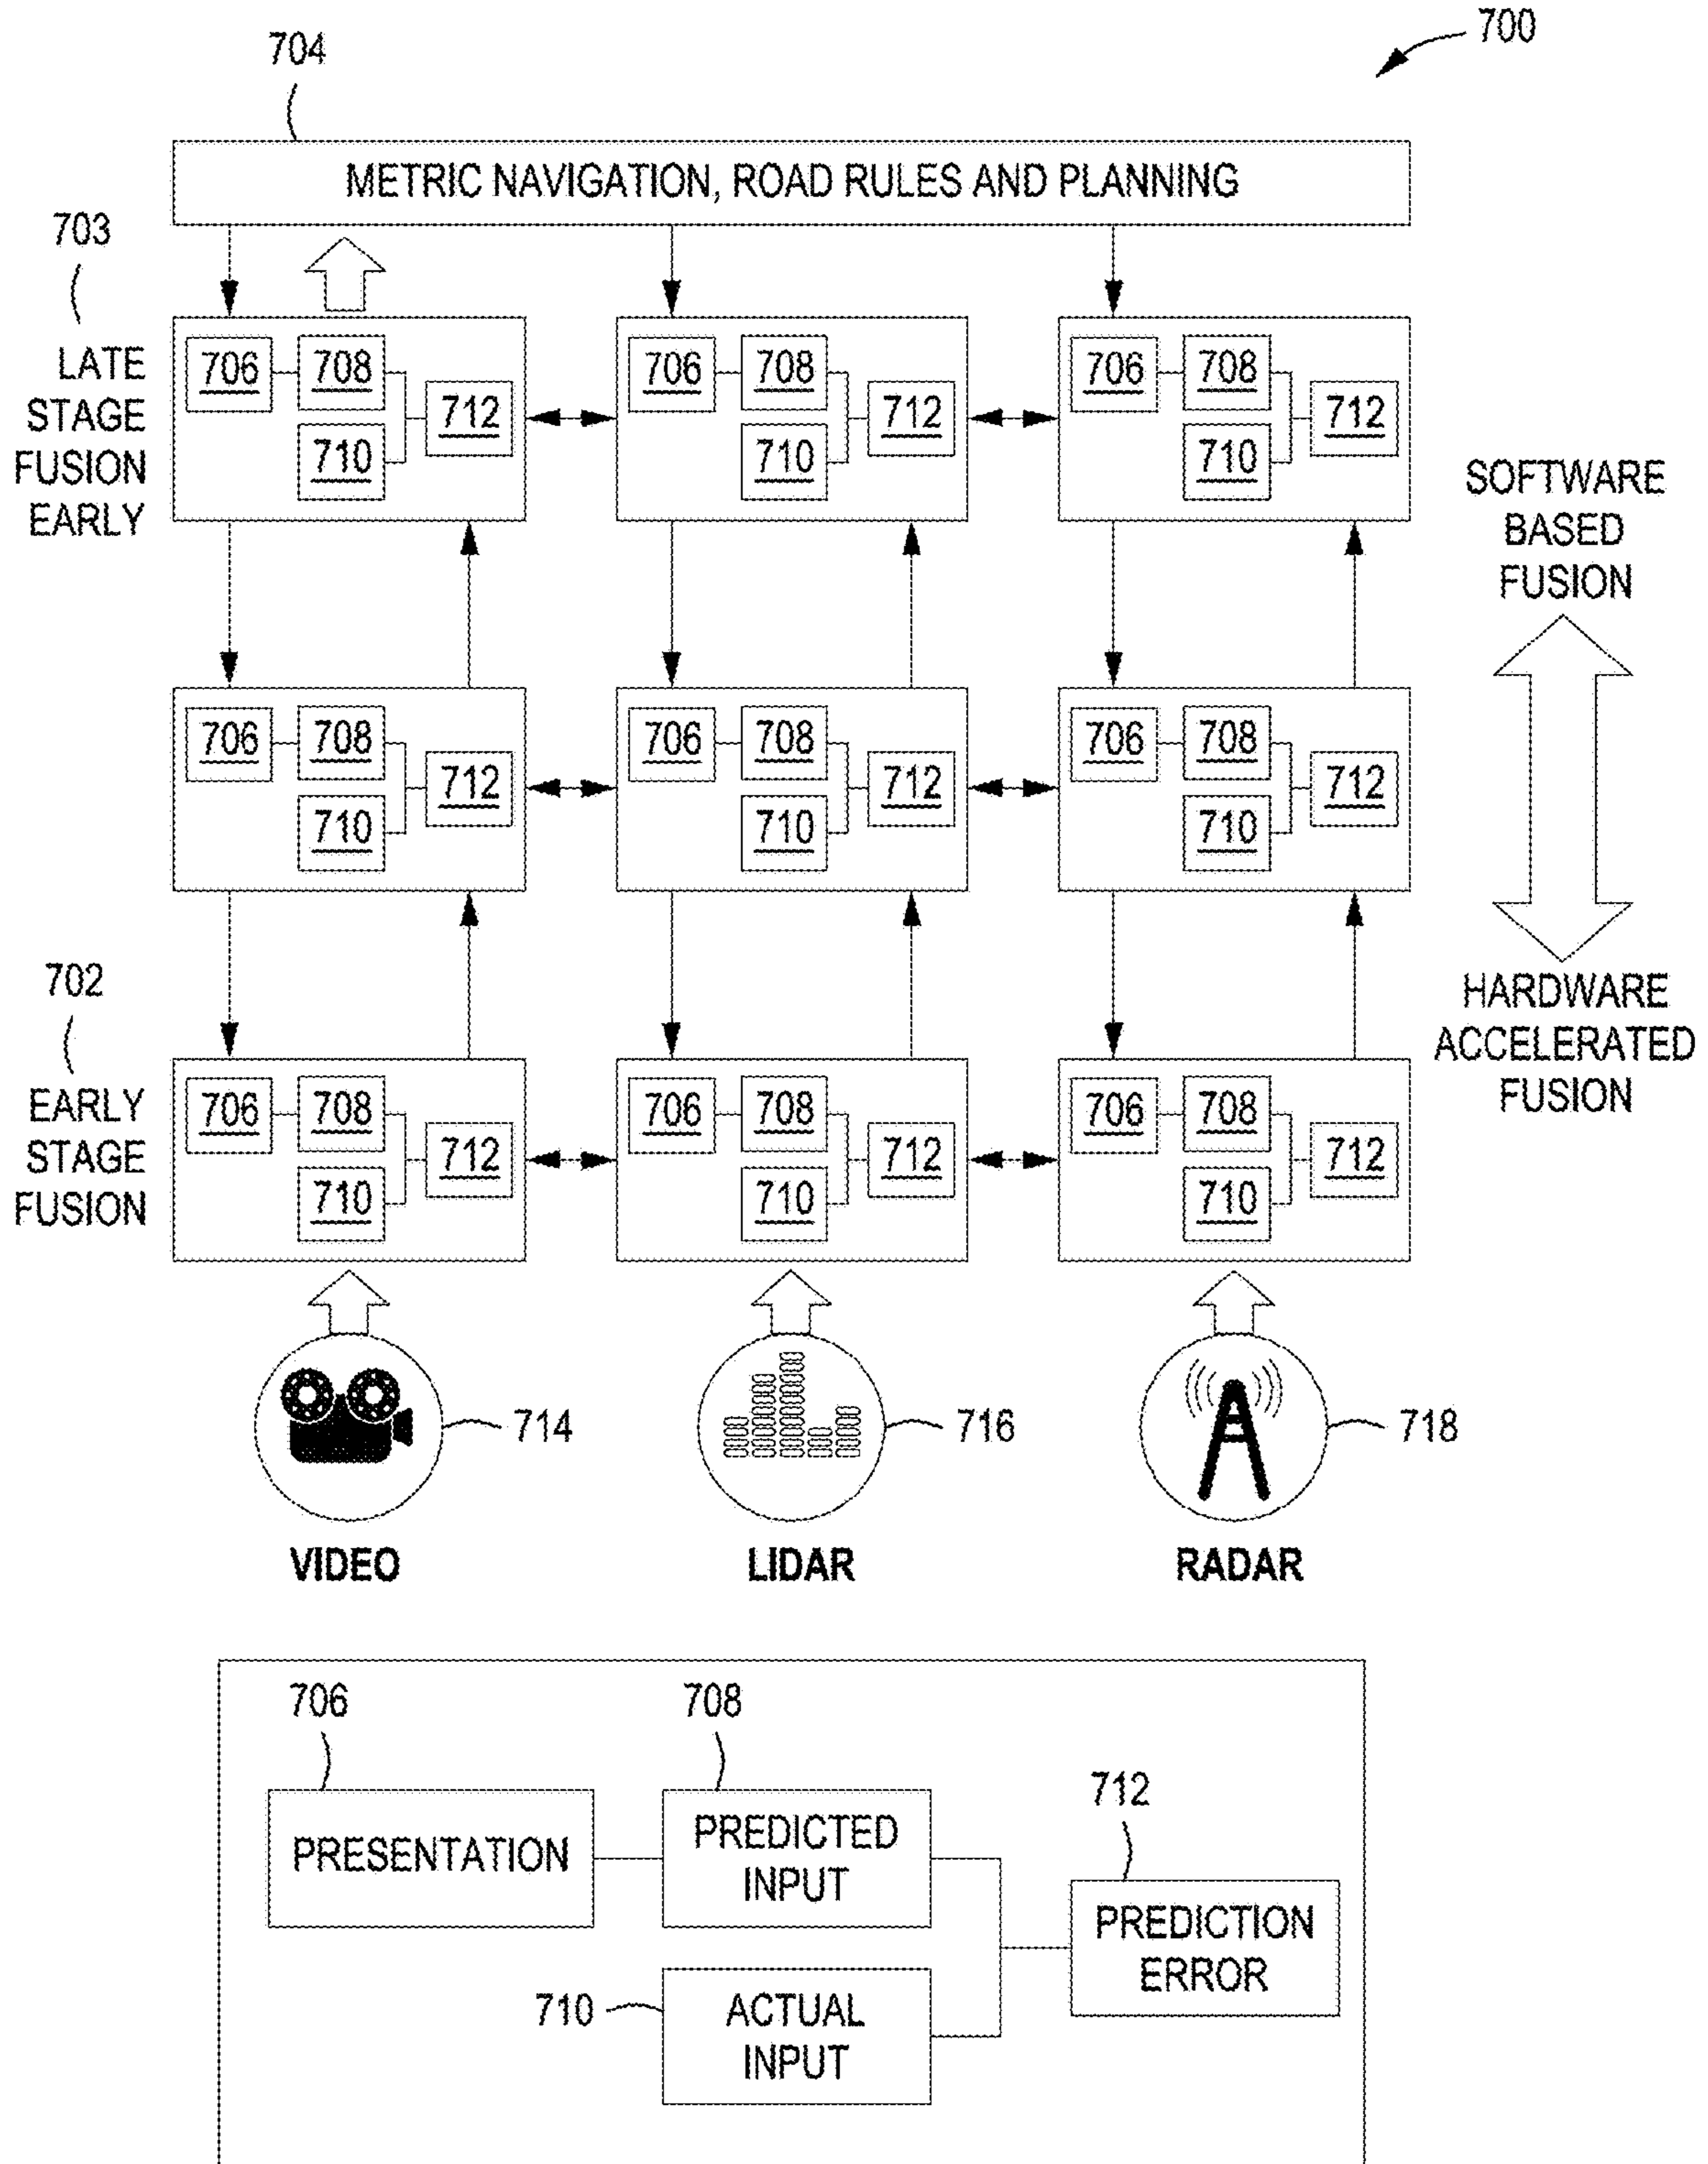 700
704
METRIC NAVIGATION, ROAD RULES AND PLANNING
703
LATE
STAGE
FUSION
EARLY
706
708
710
712
706
708
710
712
706
708
710
712
SOFTWARE
BASED
FUSION
706
708
710
712
706
708
710
712
706
708
710
712
HARDWARE
ACCELERATED
FUSION
702
EARLY
STAGE
FUSION
706
708
710
712
706
708
710
712
706
708
710
712
714
716
718
VIDEO
LIDAR
RADAR
706
708
712
PRESENTATION
PREDICTED
INPUT
PREDICTION
ERROR
710
ACTUAL
INPUT